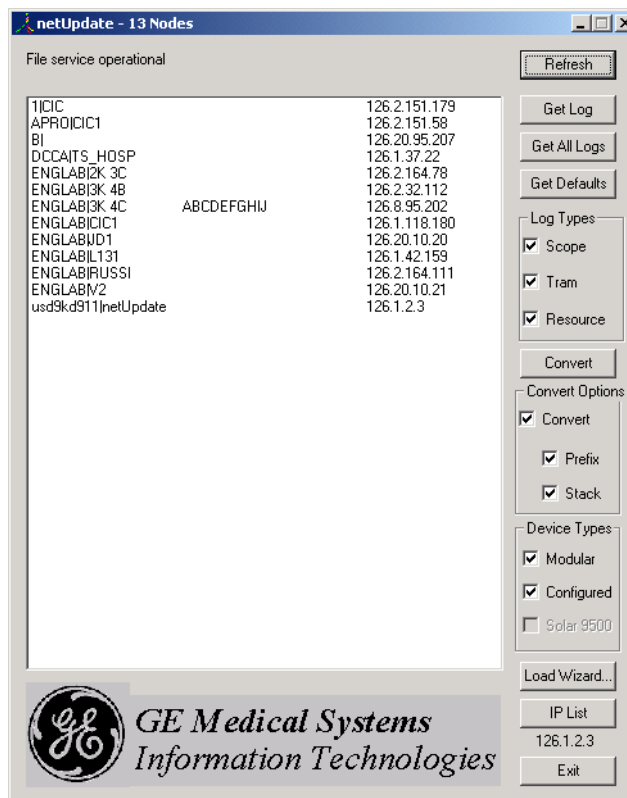 netUpdate - 13 Nodes
File service operational
Refresh
1|CIC 126.2.151.179
APRO|CIC1 126.2.151.58
B| 126.20.95.207
DCCA|TS_HOSP 126.1.37.22
ENGLAB|2K 3C 126.2.164.78
ENGLAB|3K 4B 126.2.32.112
ENGLAB|3K 4C ABCDEFGHIJ 126.8.95.202
ENGLAB|CIC1 126.1.118.180
ENGLAB|JD1 126.20.10.20
ENGLAB|L131 126.1.42.159
ENGLAB|RUSSI 126.2.164.111
ENGLAB|V2 126.20.10.21
usd9kd911|netUpdate 126.1.2.3
Get Log
Get All Logs
Get Defaults
Log Types
Scope
Tram
Resource
Convert
Convert Options
Convert
Prefix
Stack
Device Types
Modular
Configured
Solar 9500
Load Wizard...
IP List
126.1.2.3
Exit
GE
GE Medical Systems
Information Technologies